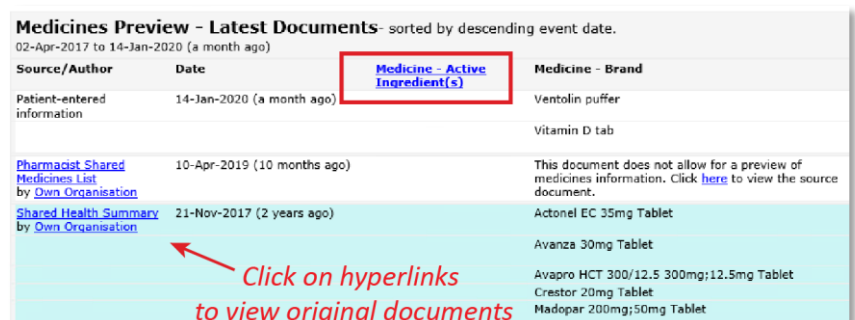 Medicines Preview - Latest Documents- sorted by descending event date.
02-Apr-2017 to 14-Jan-2020 (a month ago)
Source/Author Date Medicine - Active Ingredient(s) Medicine - Brand
Patient-entered information 14-Jan-2020 (a month ago) Ventolin puffer
Vitamin D tab
Pharmacist Shared Medicines List 10-Apr-2019 (10 months ago) This document does not allow for a preview of
by Own Organisation medicines information. Click here to view the source
document.
Shared Health Summary 21-Nov-2017 (2 years ago) Actonel EC 35mg Tablet
by Own Organisation
Avanza 30mg Tablet
Avapro HCT 300/12.5 300mg;12.5mg Tablet
Click on hyperlinks
Crestor 20mg Tablet
to view original documents
Madopar 200mg;50mg Tablet